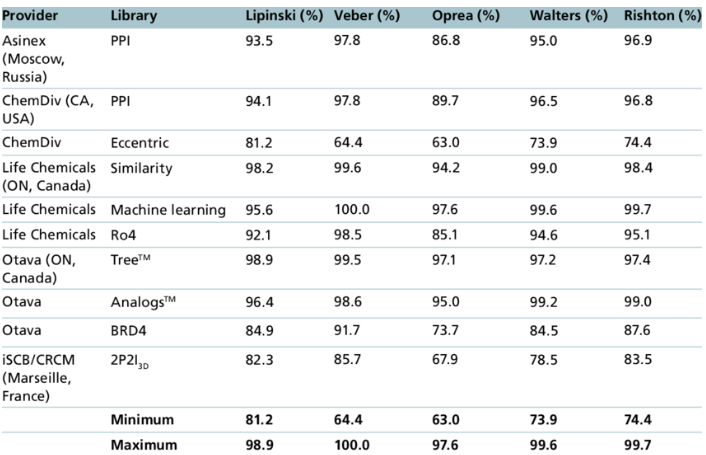 Provider Library Lipinski (%) Veber (%) Oprea (%) Walters (%) Rishton (%)
Asinex PPI 93.5 97.8 86.8 95.0 96.9
(Moscow,
Russia)
ChemDiv (CA, PPI 94.1 97.8 89.7 96.5 96.8
USA)
ChemDiv Eccentric 81.2 64.4 63.0 73.9 74.4
Life Chemicals Similarity 98.2 99.6 94.2 99.0 98.4
(ON, Canada)
Life Chemicals Machine learning 95.6 100.0 97.6 99.6 99.7
Life Chemicals Ro4 92.1 98.5 85.1 94.6 95.1
Otava (ON, Tree™ 98.9 99.5 97.1 97.2 97.4
Canada)
Otava Analogs™ 96.4 98.6 95.0 99.2 99.0
Otava BRD4 84.9 91.7 73.7 84.5 87.6
iSCB/CRCM 2P2I3D 82.3 85.7 67.9 78.5 83.5
(Marseille,
France)
Minimum 81.2 64.4 63.0 73.9 74.4
Maximum 98.9 100.0 97.6 99.6 99.7